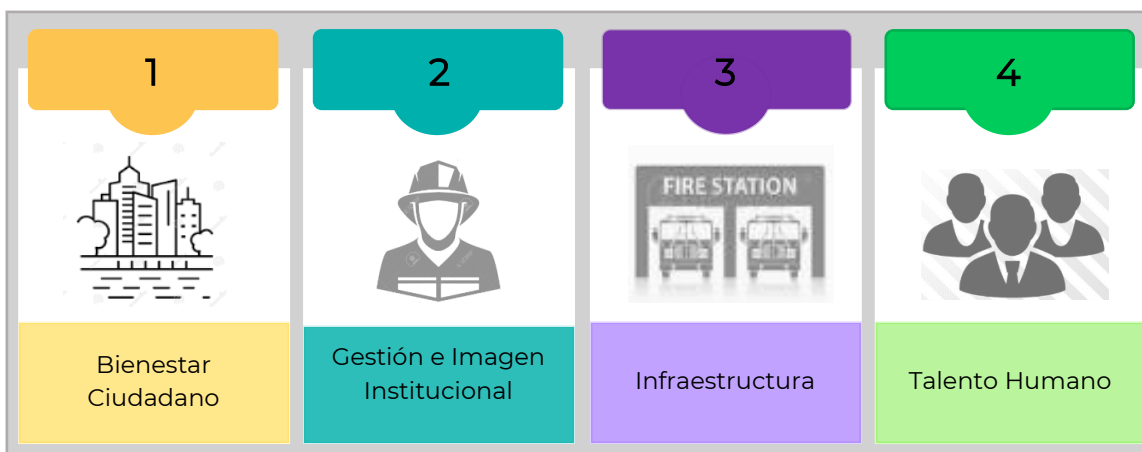 1
2
3
4
FIRE STATION
Bienestar
Ciudadano
Gestión e Imagen
Institucional
Infraestructura
Talento Humano